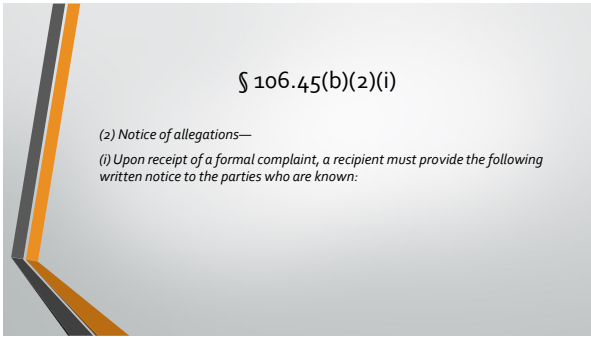 § 106.45(b)(2)(i)
(2) Notice of allegations—
(i) Upon receipt of a formal complaint, a recipient must provide the following
written notice to the parties who are known: